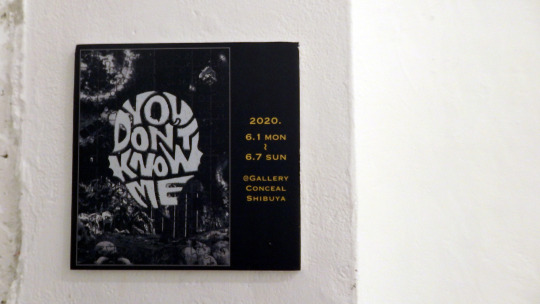 YOU
DON'T
KNOW
ME
2020.
6.1 MON
~
6.7 SUN
@GALLERY
CONCEAL
SHIBUYA